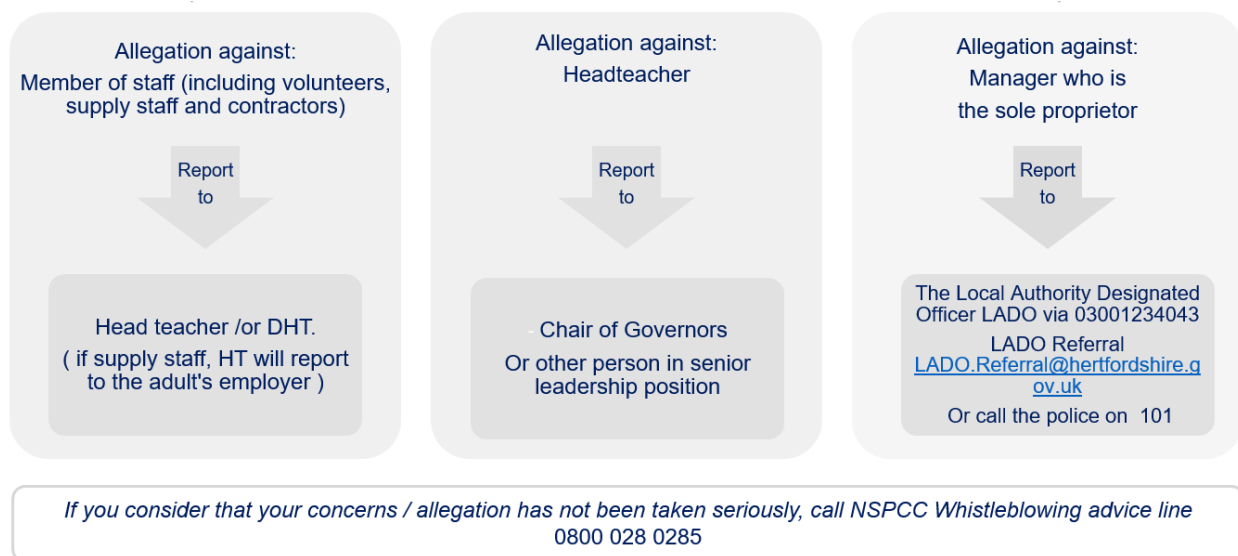 Allegation against:
Member of staff (including volunteers,
supply staff and contractors)
Report
to
Head teacher /or DHT.
( if supply staff, HT will report
to the adult's employer )
Allegation against:
Headteacher
Report
to
- Chair of Governors
Or other person in senior
leadership position
Allegation against:
Manager who is
the sole proprietor
Report
to
The Local Authority Designated
Officer LADO via 03001234043
LADO Referral
LADO.Referral@hertfordshire.g
ov.uk
Or call the police on 101
If you consider that your concerns / allegation has not been taken seriously, call NSPCC Whistleblowing advice line
0800 028 0285